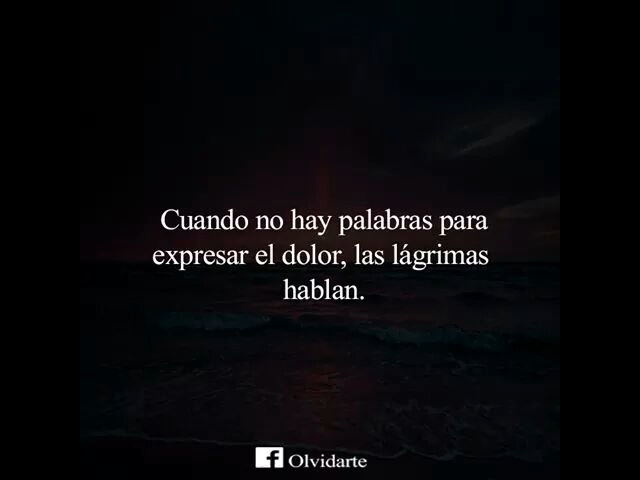 Cuando no hay palabras para
expresar el dolor, las lágrimas
hablan.
f Olvidarte